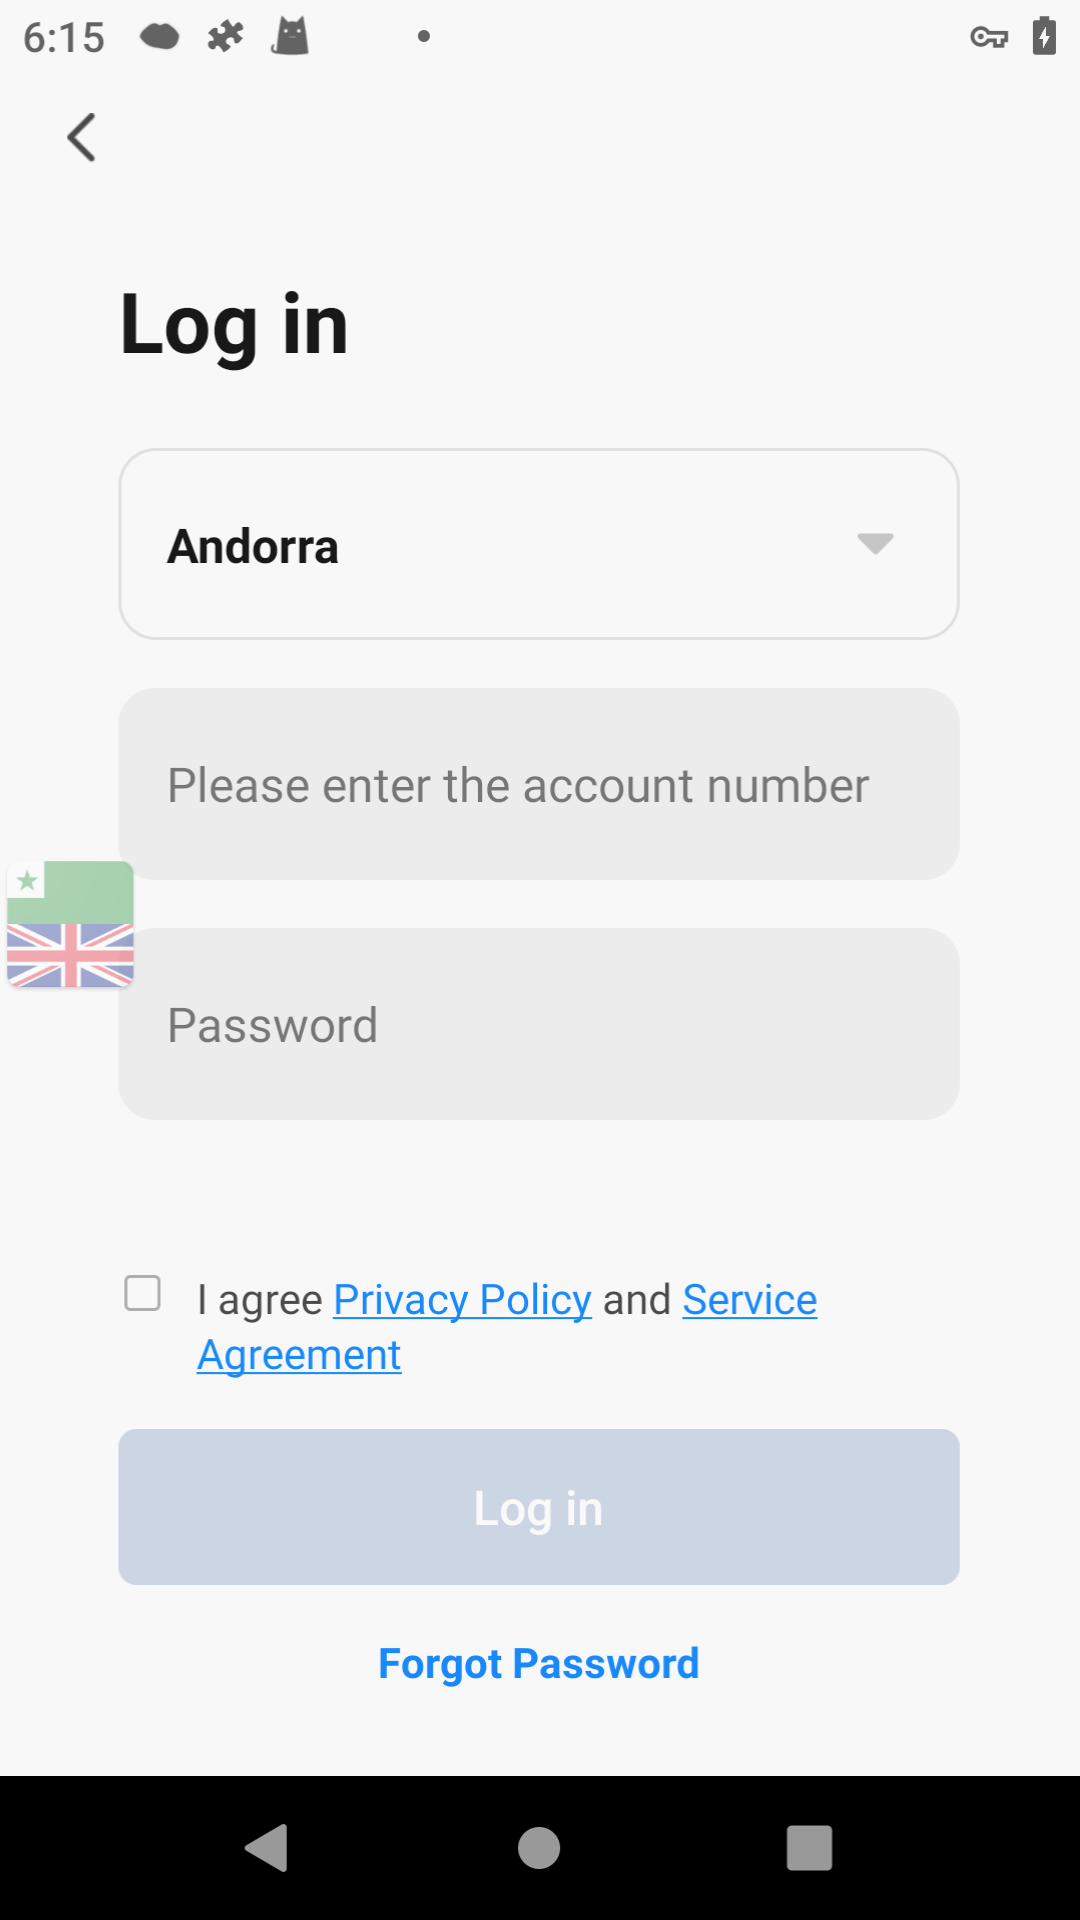 6:15
Log in
Andorra
Please enter the account number
Password
I agree Privacy Policy and Service
Agreement
Log in
Forgot Password